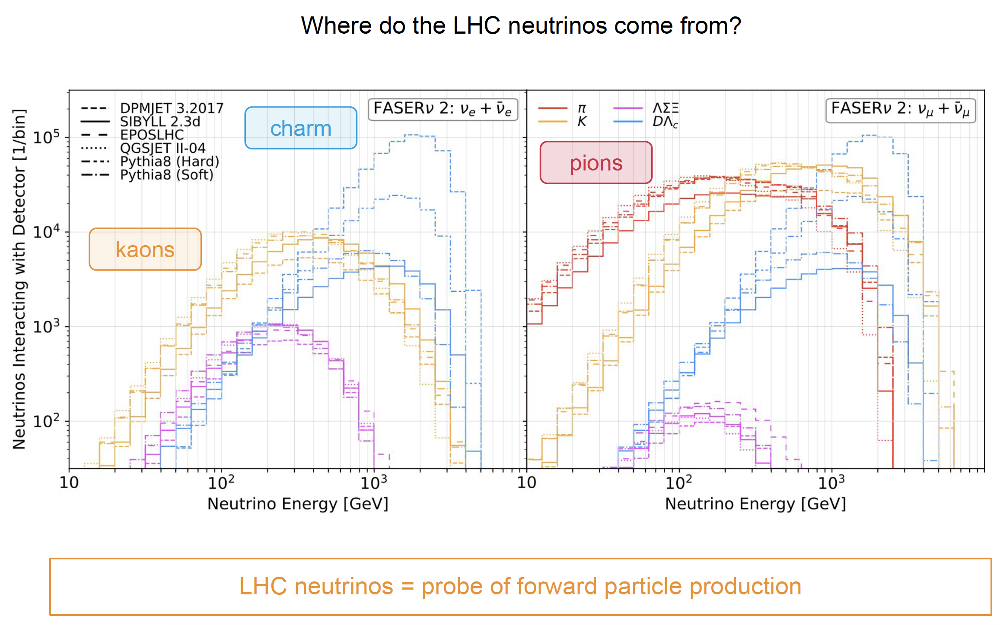 Where do the LHC neutrinos come from?
Neutrinos Interacting with Detector [1/bin]
10⁵
10⁴
10³
10²
DPMJET 3.2017
SIBYLL 2.3d
EPOSLHC
QGSJET II-04
Pythia8 (Hard)
Pythia8 (Soft)
charm
FASERν 2: νₑ + ν̄ₑ
kaons
π
K
ΛΣΞ
DΛ_c
FASERν 2: ν_μ + ν̄_μ
pions
10 10² 10³
10 10² 10³
Neutrino Energy [GeV]
Neutrino Energy [GeV]
LHC neutrinos = probe of forward particle production